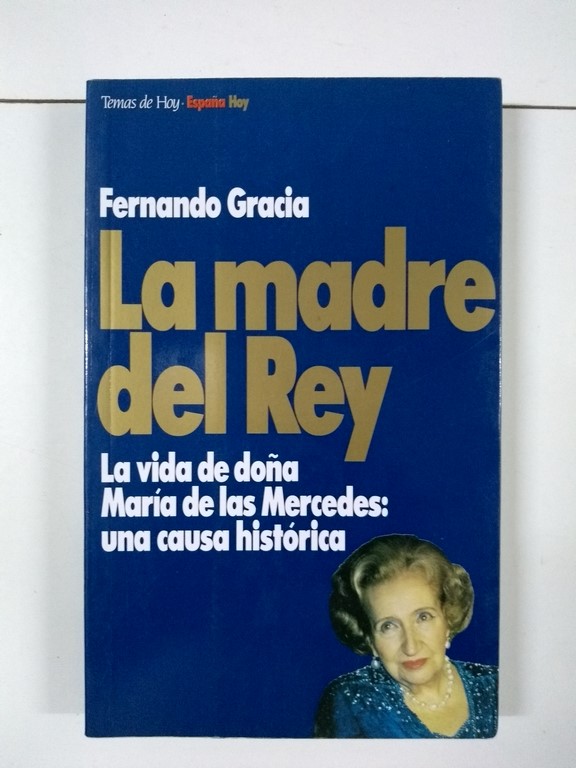 Temas de Hoy · España Hoy
Fernando Gracia
La madre
del Rey
La vida de doña
María de las Mercedes:
una causa histórica